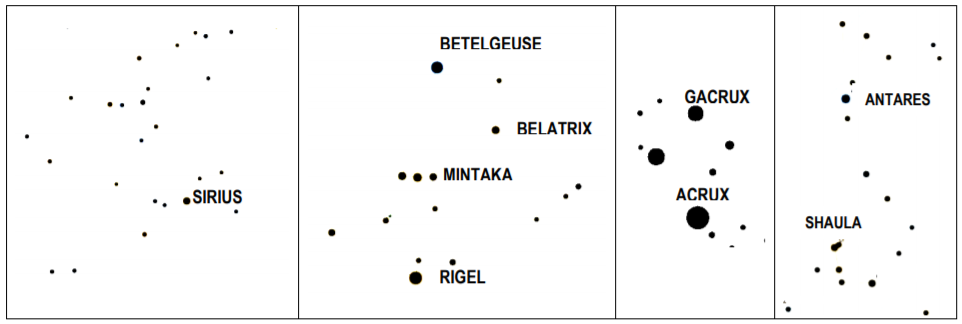 SIRIUS
BETELGEUSE
BELATRIX
MINTAKA
RIGEL
GACRUX
ACRUX
ANTARES
SHAULA